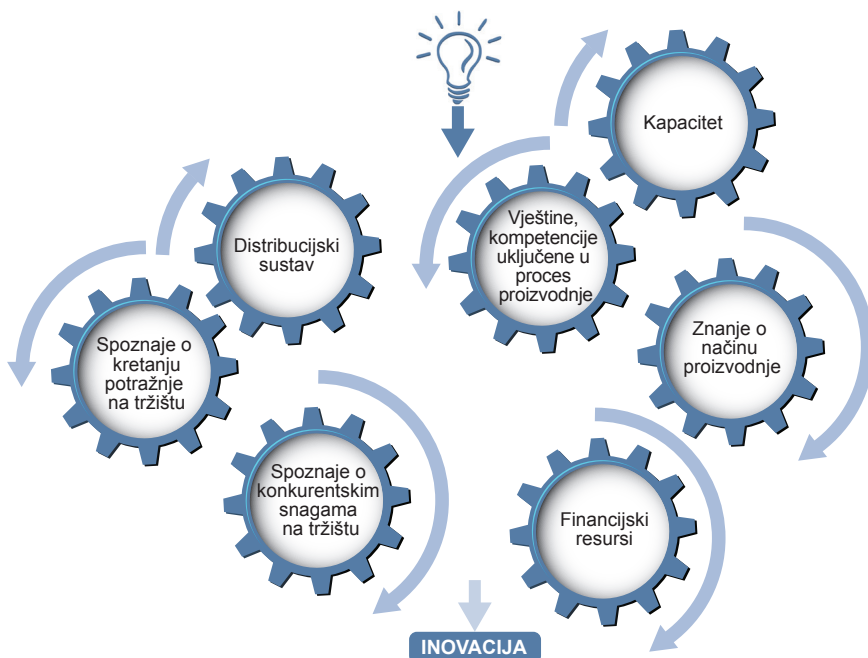 Kapacitet
Vještine,
kompetencije
uključene u
proces
proizvodnje
Distribucijski
sustav
Znanje o
načinu
proizvodnje
Spoznaje o
kretanju
potražnje
na tržištu
Spoznaje o
konkurentskim
snagama
na tržištu
Financijski
resursi
INOVACIJA